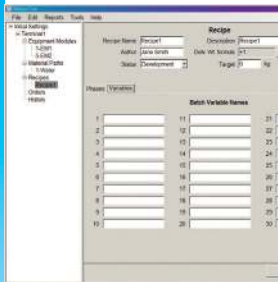 File Edit Reports Tools Help
Initial Settings
Terminal1
Equipment Modules
1-EM1
Material Paths
1-Water
Recipes
Recipe1
Orders
History
Recipe
Recipe Name Recipe1
Description Recipe1
Author Jane Smith
=1
Status Development
Target 0 Kg
Phases Variables
Batch Variable Names
1 11 21
2 12 22
3 13 23
4 14 24
5 15 25
6 16 26
7 17 27
8 18 28
9 19 29
10 20 30